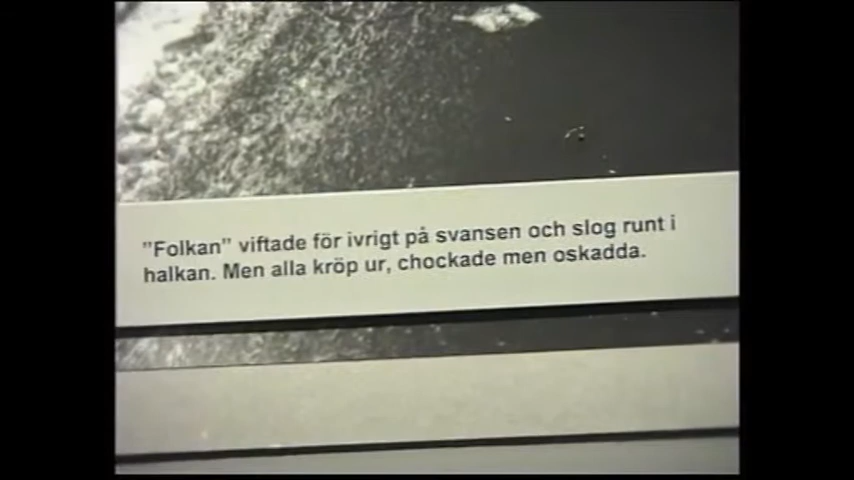 ”Folkan” viftade för ivrigt på svansen och slog runt i
halkan. Men alla kröp ur, chockade men oskadda.